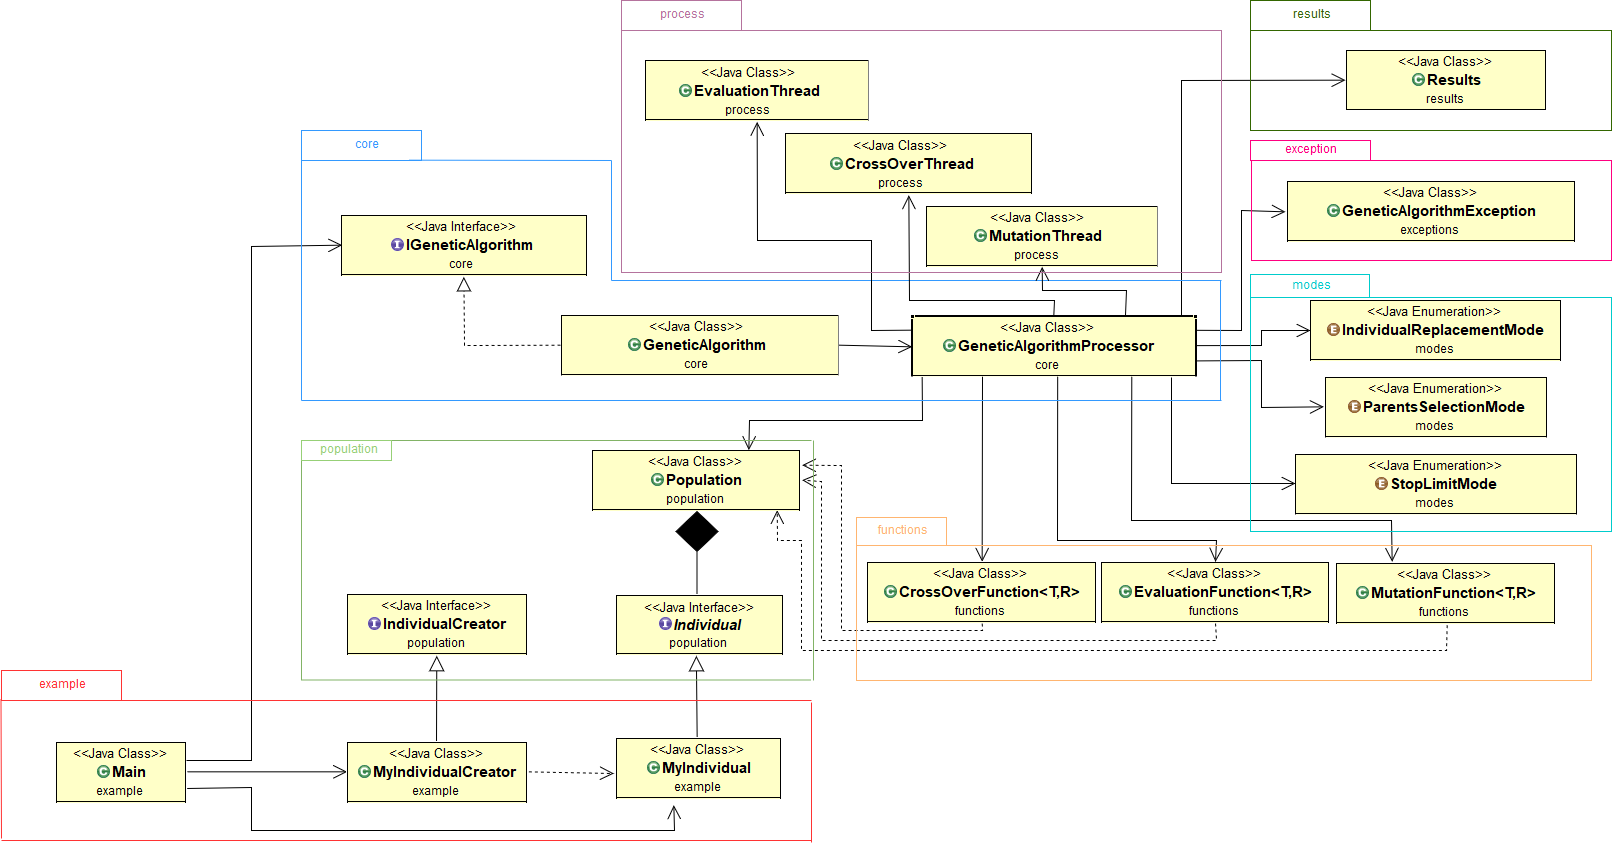 process
<<Java Class>>
EvaluationThread
process
<<Java Class>>
CrossOverThread
process
<<Java Class>>
MutationThread
process
results
<<Java Class>>
Results
results
exception
<<Java Class>>
GeneticAlgorithmException
exceptions
core
<<Java Interface>>
IGeneticAlgorithm
core
<<Java Class>>
GeneticAlgorithm
core
<<Java Class>>
GeneticAlgorithmProcessor
core
modes
<<Java Enumeration>>
IndividualReplacementMode
modes
<<Java Enumeration>>
ParentsSelectionMode
modes
<<Java Enumeration>>
StopLimitMode
modes
population
<<Java Class>>
Population
population
<<Java Interface>>
IndividualCreator
population
<<Java Interface>>
Individual
population
functions
<<Java Class>>
CrossOverFunction<T,R>
functions
<<Java Class>>
EvaluationFunction<T,R>
functions
<<Java Class>>
MutationFunction<T,R>
functions
example
<<Java Class>>
Main
example
<<Java Class>>
MyIndividualCreator
example
<<Java Class>>
MyIndividual
example